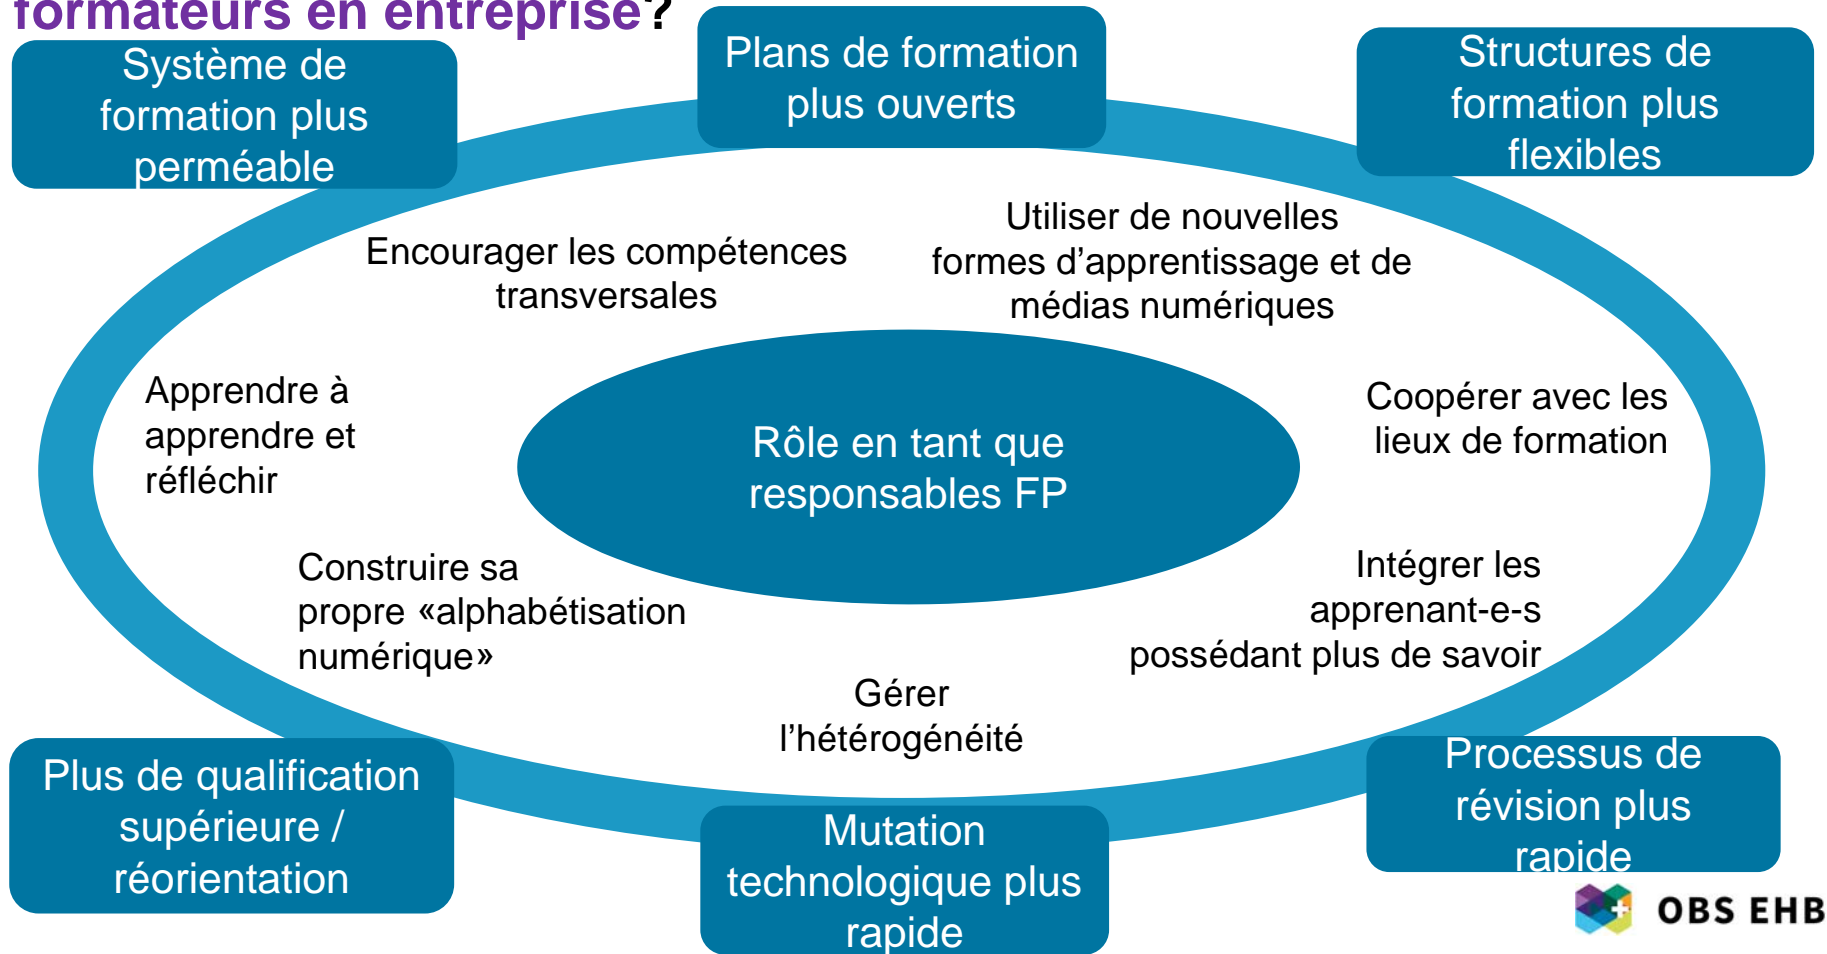 formateurs en entreprise?
Système de
formation plus
perméable
Plans de formation
plus ouverts
Structures de
formation plus
flexibles
Encourager les compétences
transversales
Utiliser de nouvelles
formes d’apprentissage et de
médias numériques
Apprendre à
apprendre et
réfléchir
Rôle en tant que
responsables FP
Coopérer avec les
lieux de formation
Construire sa
propre «alphabétisation
numérique»
Intégrer les
apprenant-e-s
possédant plus de savoir
Gérer
l’hétérogénéité
Plus de qualification
supérieure /
réorientation
Mutation
technologique plus
rapide
Processus de
révision plus
rapide
OBS EHB